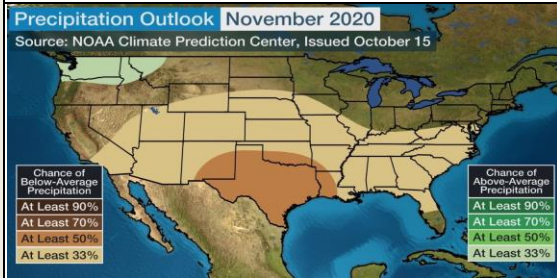 Precipitation Outlook November 2020
Source: NOAA Climate Prediction Center, Issued October 15
Chance of
Below-Average
Precipitation
At Least 90%
At Least 70%
At Least 50%
At Least 33%
Chance of
Above-Average
Precipitation
At Least 90%
At Least 70%
At Least 50%
At Least 33%